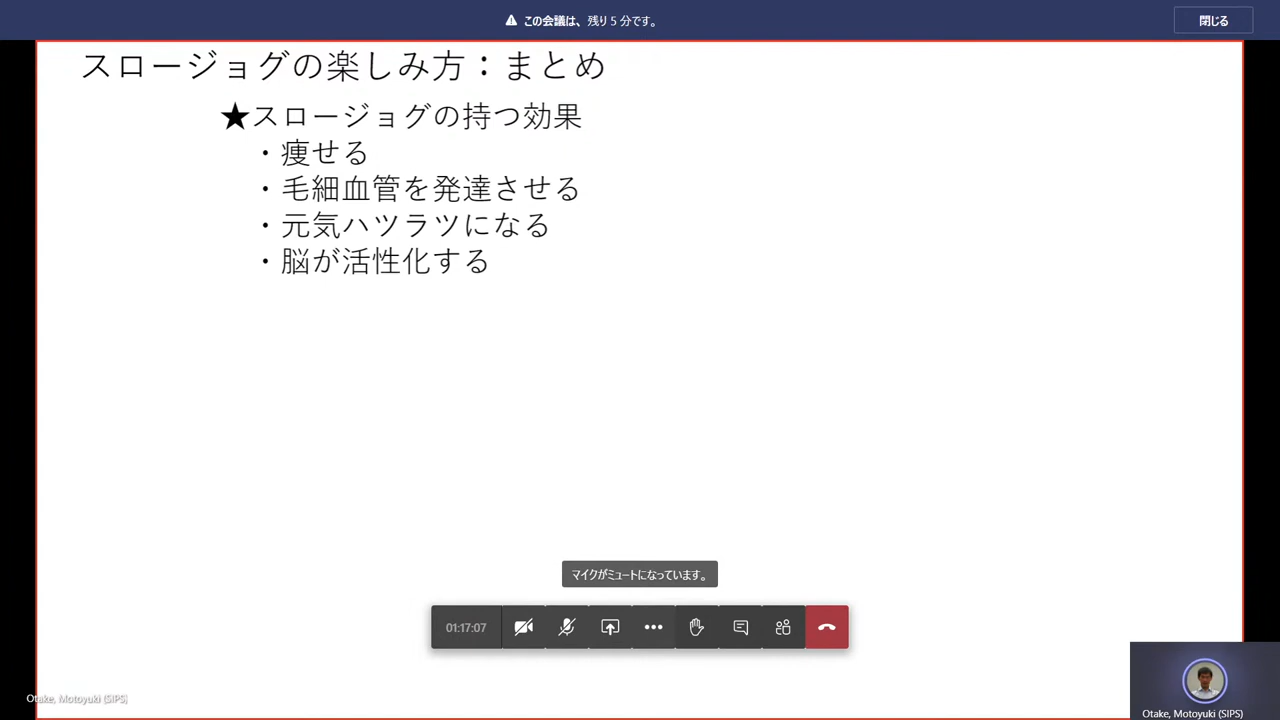 この会議は、残り 5 分です。
閉じる
スロージョグの楽しみ方：まとめ
★スロージョグの持つ効果
・痩せる
・毛細血管を発達させる
・元気ハツラツになる
・脳が活性化する
マイクがミュートになっています。
01:17:07
Otake, Motoyuki (SIPS)
Otake, Motoyuki (SIPS)